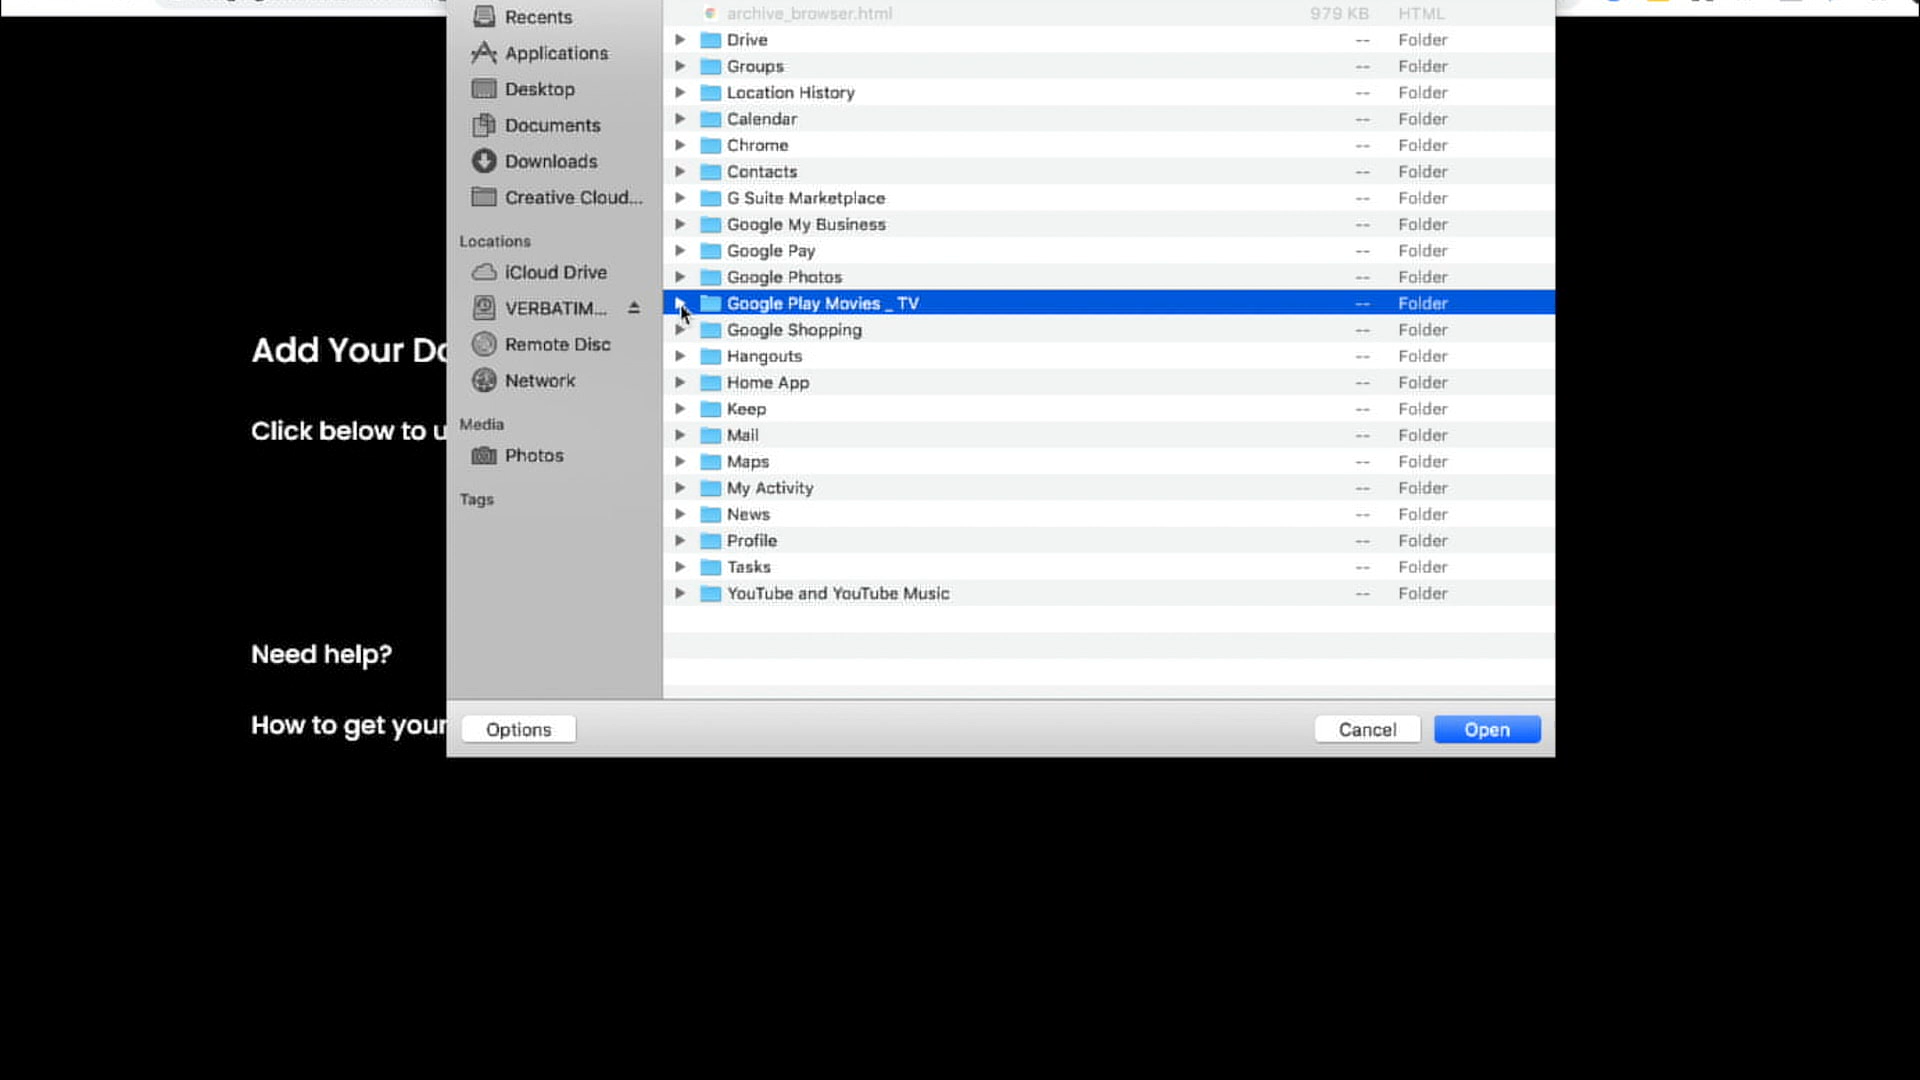 Recents
Applications
Desktop
Documents
Downloads
Creative Cloud...
Locations
iCloud Drive
VERBATIM...
Remote Disc
Network
Media
Photos
Tags
archive_browser.html 979 KB HTML
Drive -- Folder
Groups -- Folder
Location History -- Folder
Calendar -- Folder
Chrome -- Folder
Contacts -- Folder
G Suite Marketplace -- Folder
Google My Business -- Folder
Google Pay -- Folder
Google Photos -- Folder
Google Play Movies _ TV -- Folder
Google Shopping -- Folder
Hangouts -- Folder
Home App -- Folder
Keep -- Folder
Mail -- Folder
Maps -- Folder
My Activity -- Folder
News -- Folder
Profile -- Folder
Tasks -- Folder
YouTube and YouTube Music -- Folder
Options
Cancel
Open
Add Your
Click below to
Need help?
How to get your